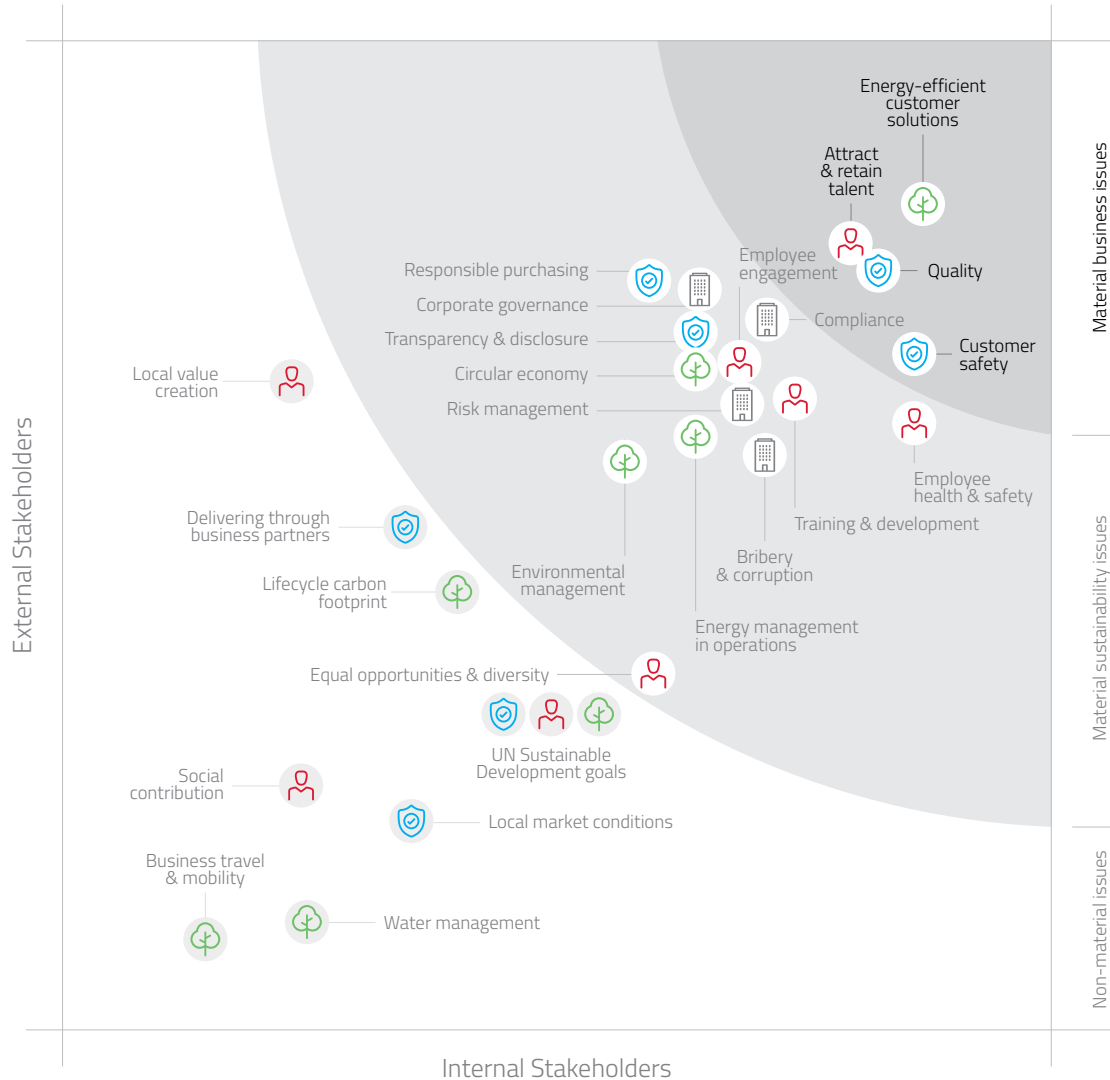 Energy-efficient
customer
solutions
Attract
& retain
talent
Employee
engagement
Quality
Responsible purchasing
Corporate governance
Compliance
Transparency & disclosure
Customer
safety
Circular economy
Local value
creation
Risk management
Employee
health & safety
Training & development
Delivering through
business partners
Bribery
& corruption
Environmental
management
Lifecycle carbon
footprint
Energy management
in operations
Equal opportunities & diversity
UN Sustainable
Development goals
Social
contribution
Local market conditions
Business travel
& mobility
Water management
External Stakeholders
Internal Stakeholders
Material business issues
Material sustainability issues
Non-material issues